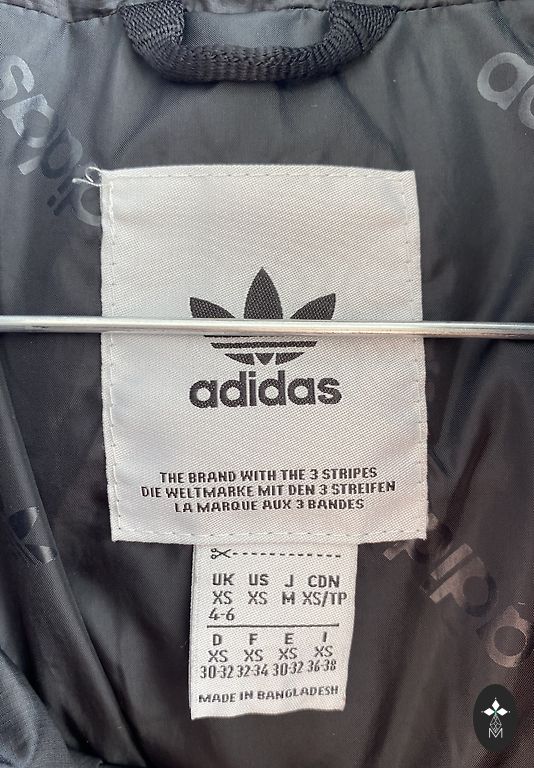 adidas
THE BRAND WITH THE 3 STRIPES
DIE WELTMARKE MIT DEN 3 STREIFEN
LA MARQUE AUX 3 BANDES
UK US J CDN
XS XS M XS/TP
4-6
D F E I
XS XS XS XS
30-32 32-34 30-32 36-38
MADE IN BANGLADESH
M